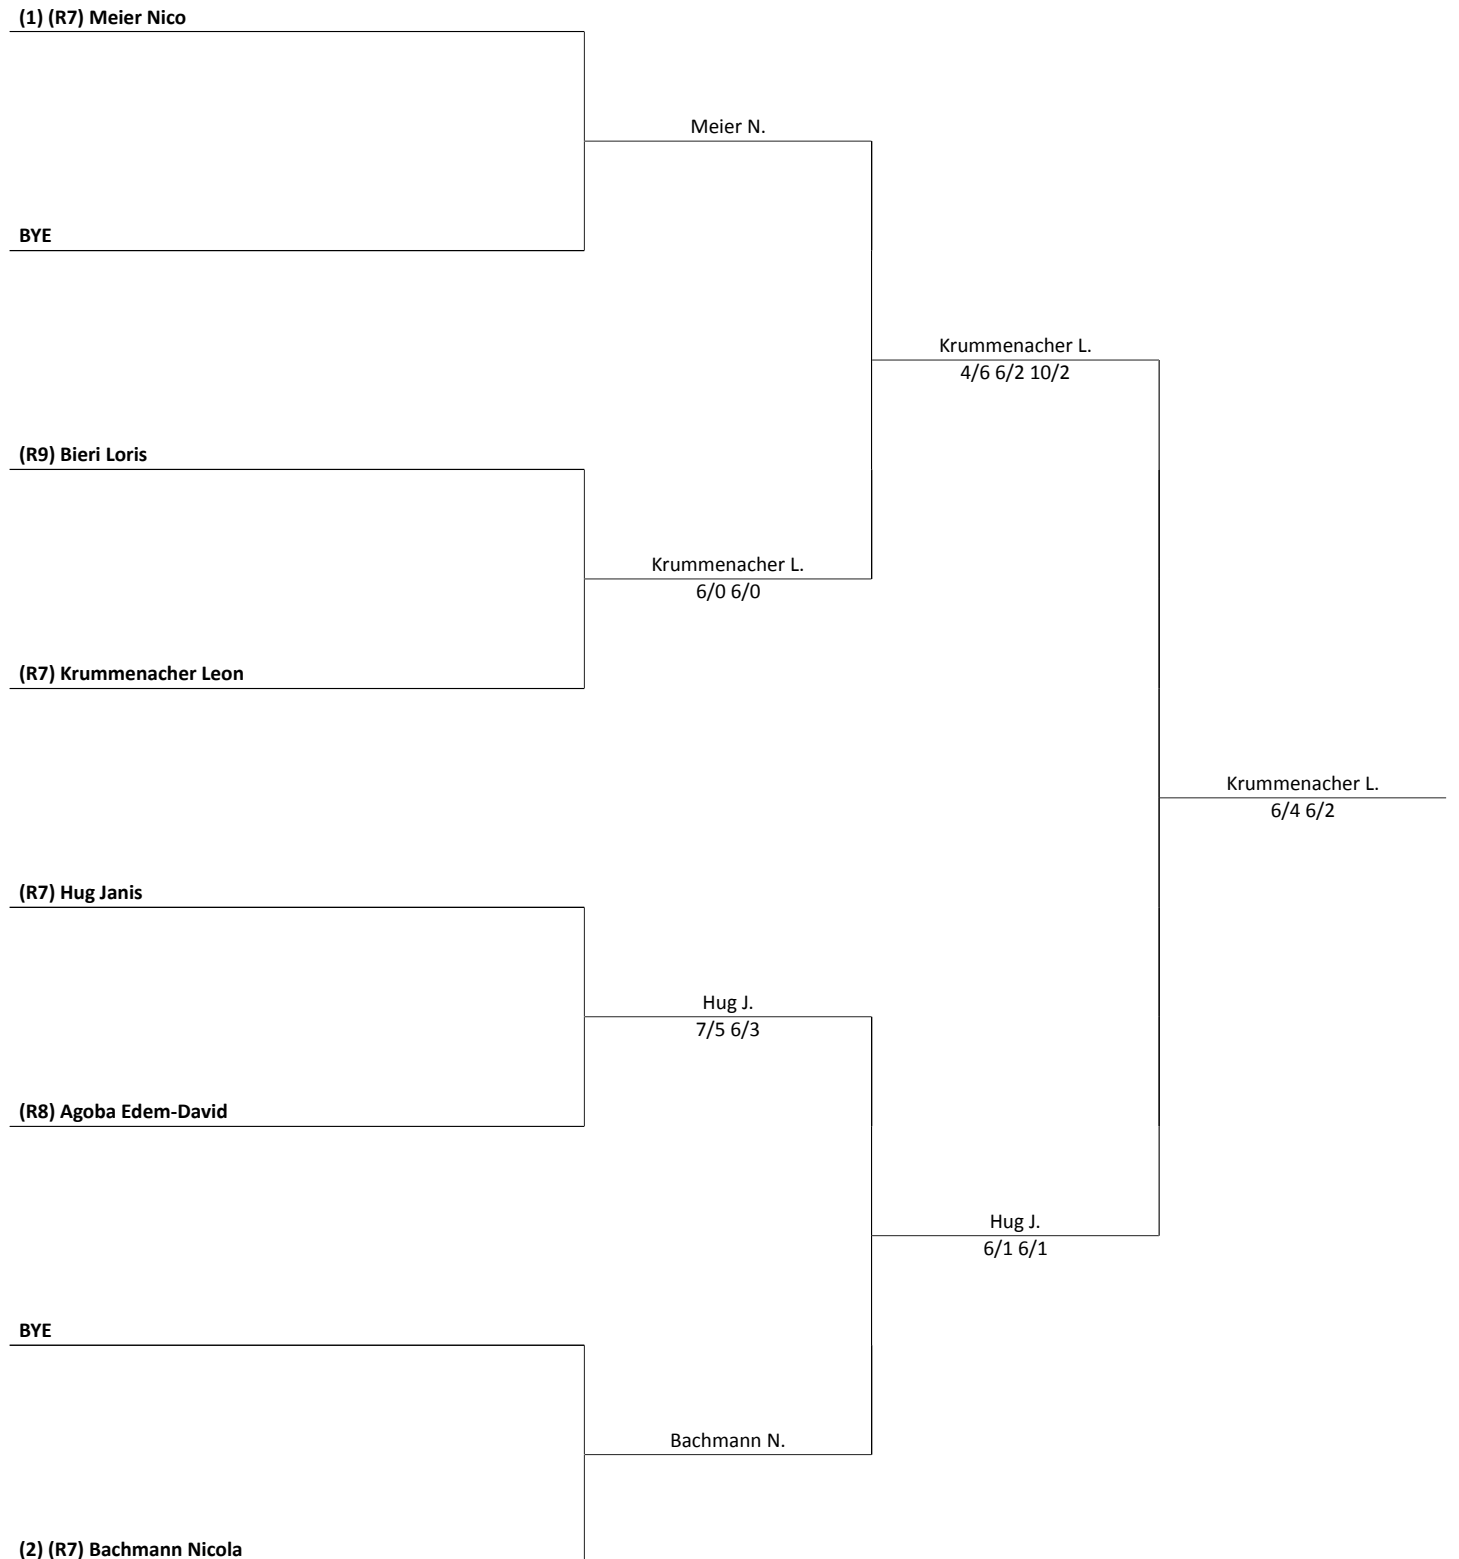 (1) (R7) Meier Nico
Meier N.
BYE
Krummenacher L.
4/6 6/2 10/2
(R9) Bieri Loris
Krummenacher L.
6/0 6/0
(R7) Krummenacher Leon
Krummenacher L.
6/4 6/2
(R7) Hug Janis
Hug J.
7/5 6/3
(R8) Agoba Edem-David
Hug J.
6/1 6/1
BYE
Bachmann N.
(2) (R7) Bachmann Nicola